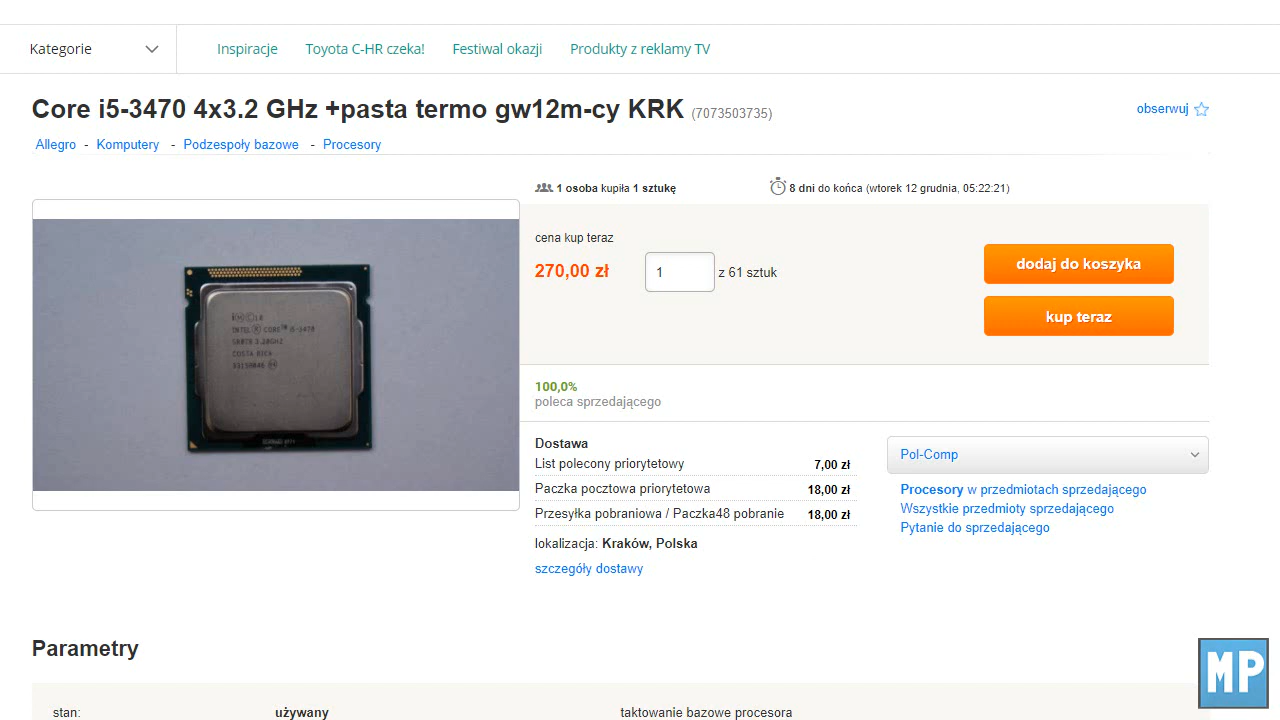 Kategorie
Inspiracje
Toyota C-HR czeka!
Festiwal okazji
Produkty z reklamy TV
Core i5-3470 4x3.2 GHz +pasta termo gw12m-cy KRK (7073503735)
obserwuj
Allegro - Komputery - Podzespoły bazowe - Procesory
1 osoba kupiła 1 sztukę
8 dni do końca (wtorek 12 grudnia, 05:22:21)
cena kup teraz
270,00 zł
1 z 61 sztuk
dodaj do koszyka
kup teraz
INTEL CORE i5-3470
3.20GHZ
COSTA RICA
100,0%
poleca sprzedającego
Dostawa
List polecony priorytetowy 7,00 zł
Paczka pocztowa priorytetowa 18,00 zł
Przesyłka pobraniowa / Paczka48 pobranie 18,00 zł
lokalizacja: Kraków, Polska
szczegóły dostawy
Pol-Comp
Procesory w przedmiotach sprzedającego
Wszystkie przedmioty sprzedającego
Pytanie do sprzedającego
Parametry
stan: używany
taktowanie bazowe procesora
MP